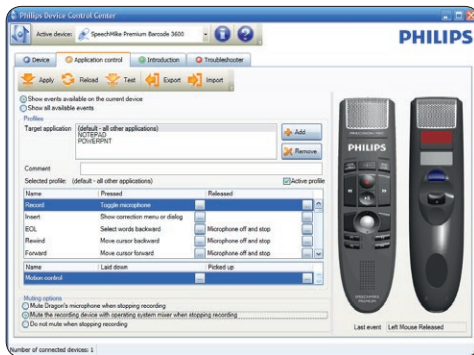 Philips Device Control Center
Active device: SpeechMike Premium Barcode 3600
PHILIPS
Device Application control Introduction Troubleshooter
Apply Reload Test Export Import
Show events available on the current device
Show all available events
Profiles
Target application (default - all other applications)
NOTEPAD
POWERPNT
Add
Remove
Comment
Selected profile: (default - all other applications) Active profile
Name Pressed Released
Record Toggle microphone
Insert Show correction menu or dialog
EOL Select words backward Microphone off and stop
Rewind Move cursor backward Microphone off and stop
Forward Move cursor forward Microphone off and stop
Name Laid down Picked up
Motion control
Muting options
Mute Dragon's microphone when stopping recording
Mute the recording device with operating system mixer when stopping recording
Do not mute when stopping recording
PHILIPS
Last event Left Mouse Released
Number of connected devices: 1